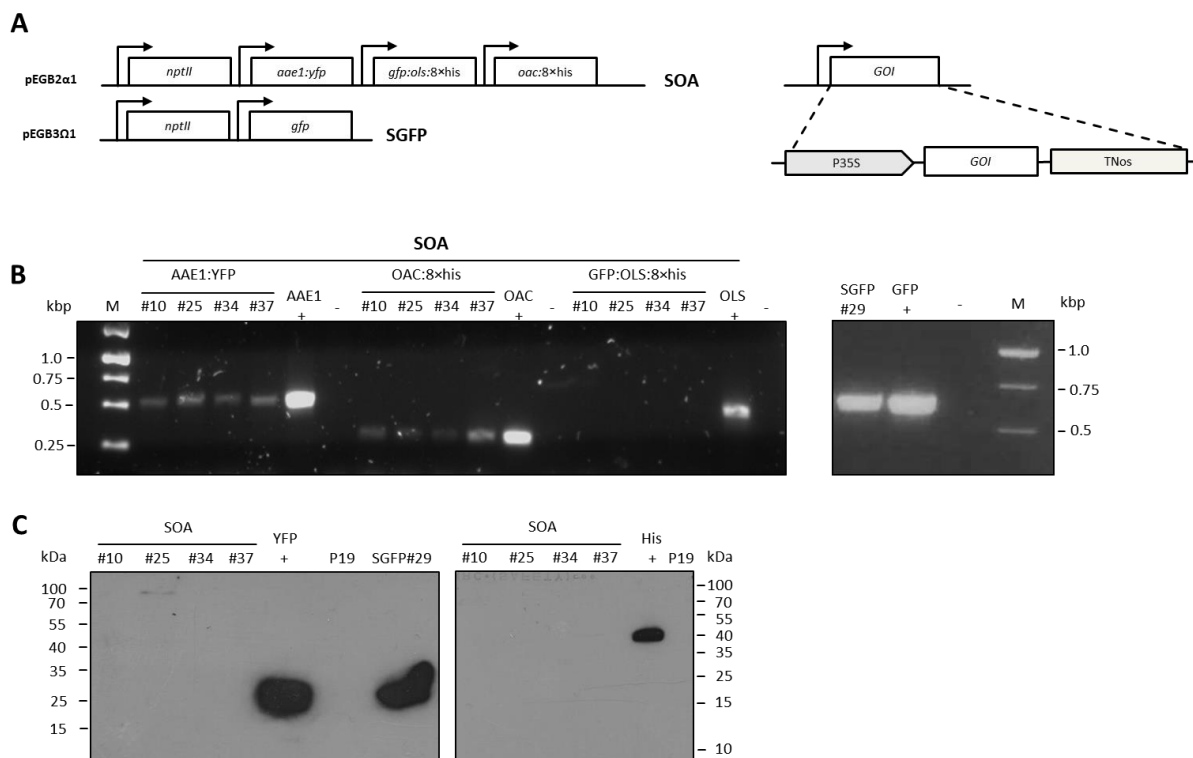 A
pEGB2α1 nptII aae1:yfp gfp:ols:8×his oac:8×his SOA
pEGB3Ω1 nptII gfp SGFP
GOI
P35S GOI TNos
SOA
B
AAE1:YFP OAC:8×his GFP:OLS:8×his
kbp M #10 #25 #34 #37 AAE1 + - #10 #25 #34 #37 OAC + - #10 #25 #34 #37 OLS + -
1.0
0.75
0.5
0.25
SGFP #29 GFP + - M kbp
1.0
0.75
0.5
C
SOA
kDa #10 #25 #34 #37 YFP + P19 SGFP#29
100
70
55
40
35
25
15
SOA
#10 #25 #34 #37 His + P19 kDa
100
70
55
40
35
25
15
10